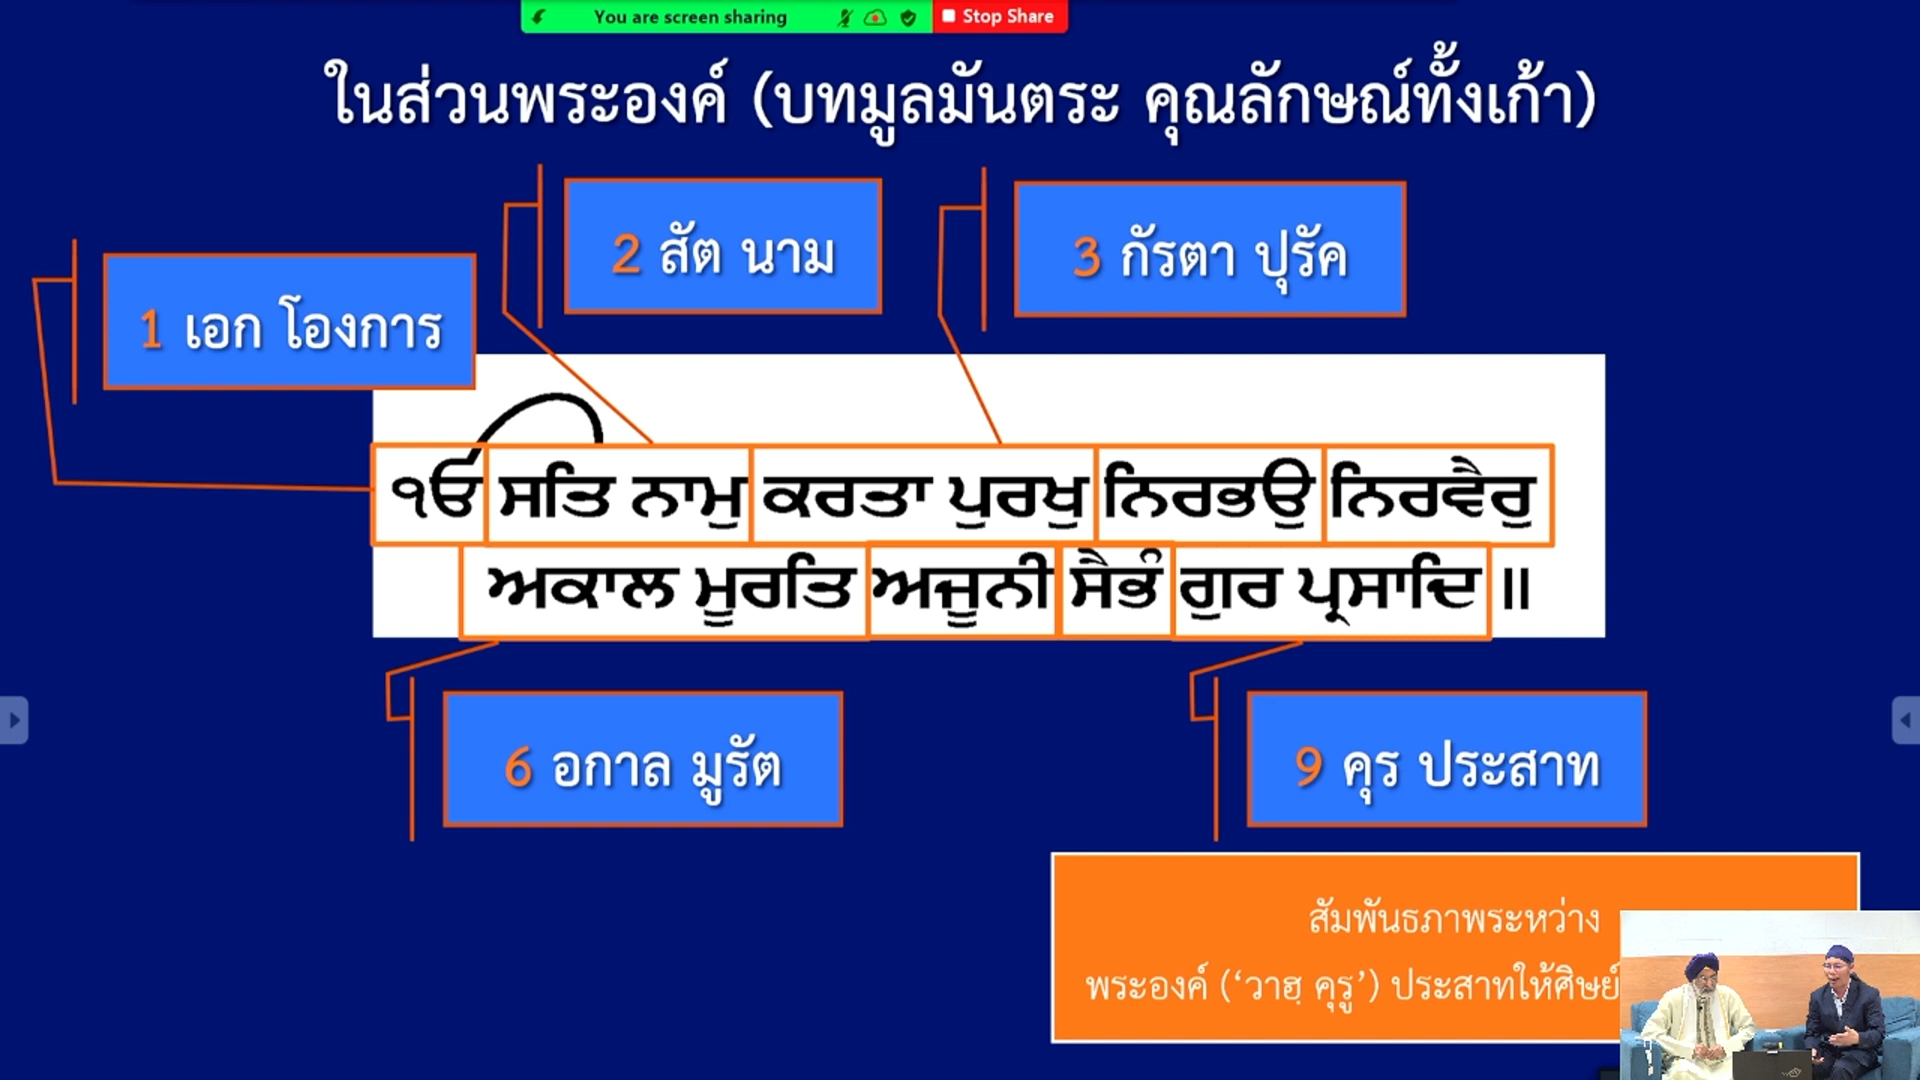 You are screen sharing
Stop Share
ในส่วนพระองค์ (บทมูลมันตระ คุณลักษณ์ทั้งเก้า)
2 สัต นาม
3 กัรตา ปุรัค
1 เอก โองการ
ੴ ਸਤਿ ਨਾਮੁ ਕਰਤਾ ਪੁਰਖੁ ਨਿਰਭਉ ਨਿਰਵੈਰੁ
ਅਕਾਲ ਮੂਰਤਿ ਅਜੂਨੀ ਸੈਭੰ ਗੁਰ ਪ੍ਰਸਾਦਿ ॥
6 อกาล มูรัต
9 คุร ประสาท
สัมพันธภาพระหว่าง
พระองค์ (‘วาฮฺ คุรู’) ประสาทให้ศิษย์